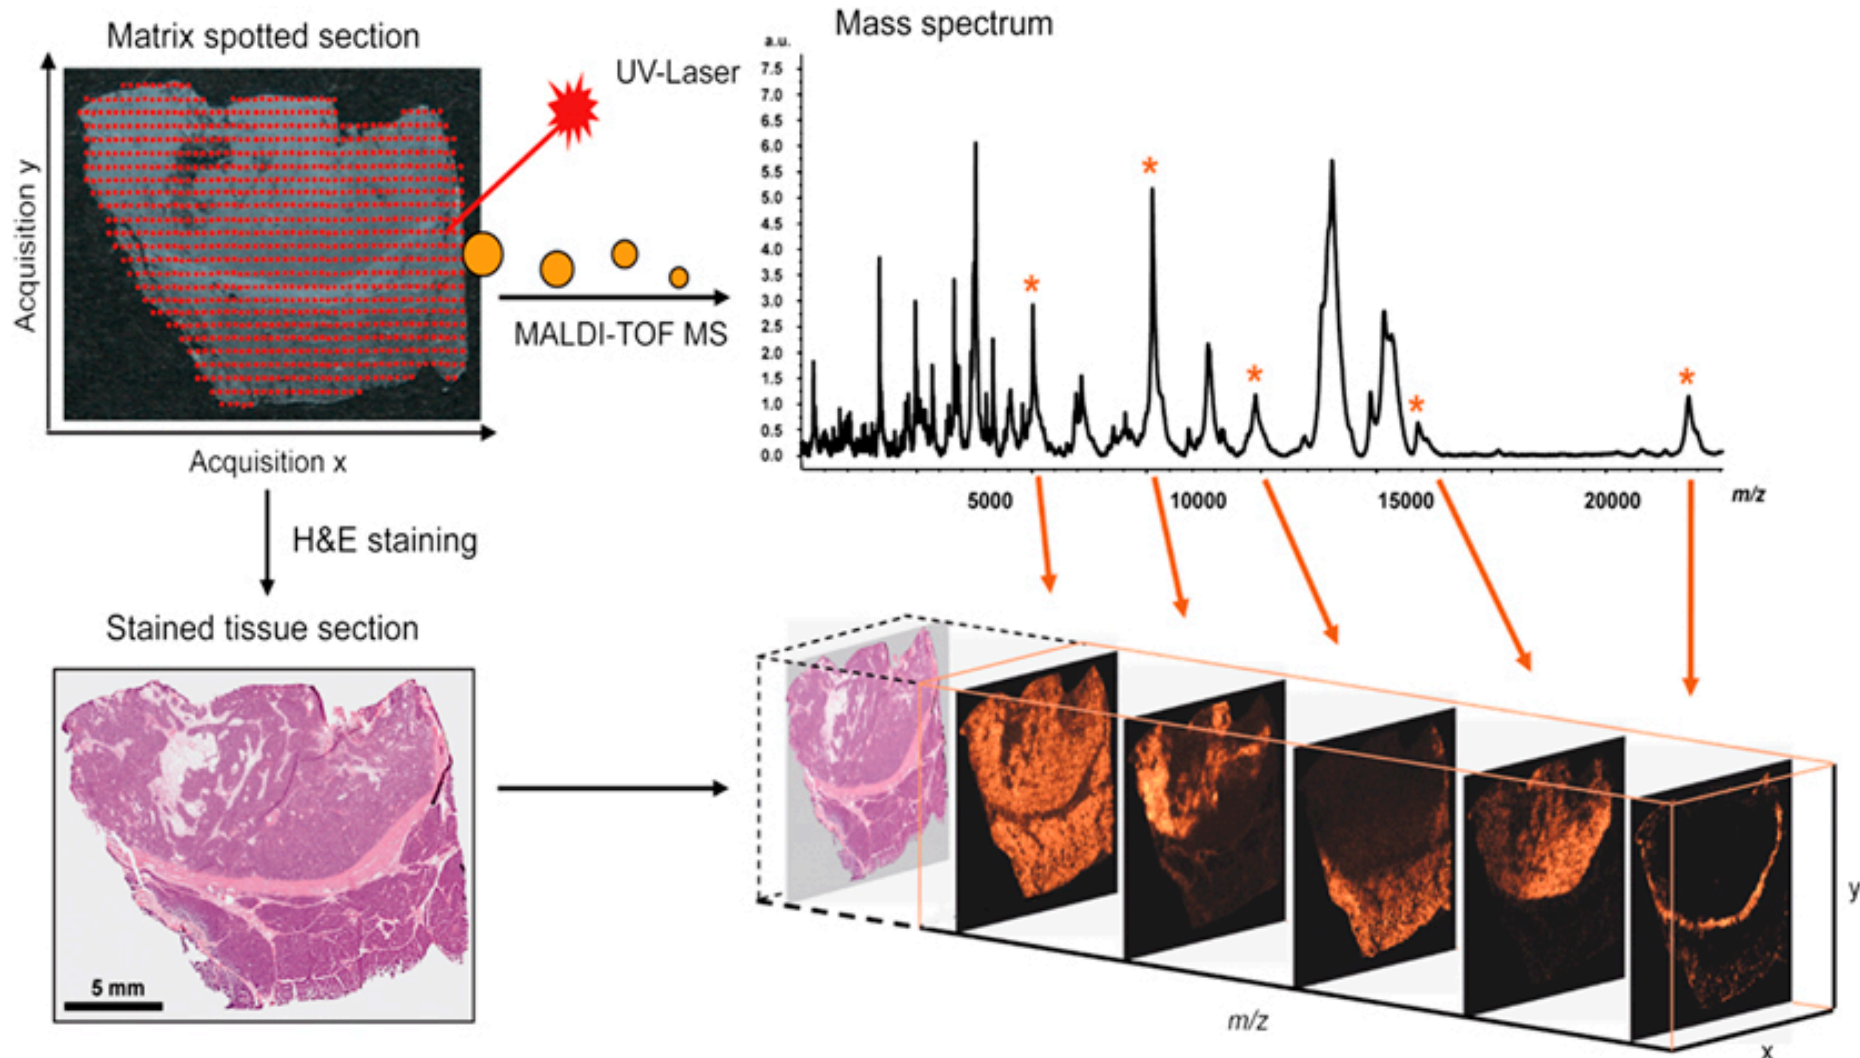 Matrix spotted section
Acquisition y
Acquisition x
UV-Laser
MALDI-TOF MS
Mass spectrum
a.u.
7.5
7.0
6.5
6.0
5.5
5.0
4.5
4.0
3.5
3.0
2.5
2.0
1.5
1.0
0.5
0.0
*
*
*
*
*
5000 10000 15000 20000 m/z
H&E staining
Stained tissue section
5 mm
m/z
x
y